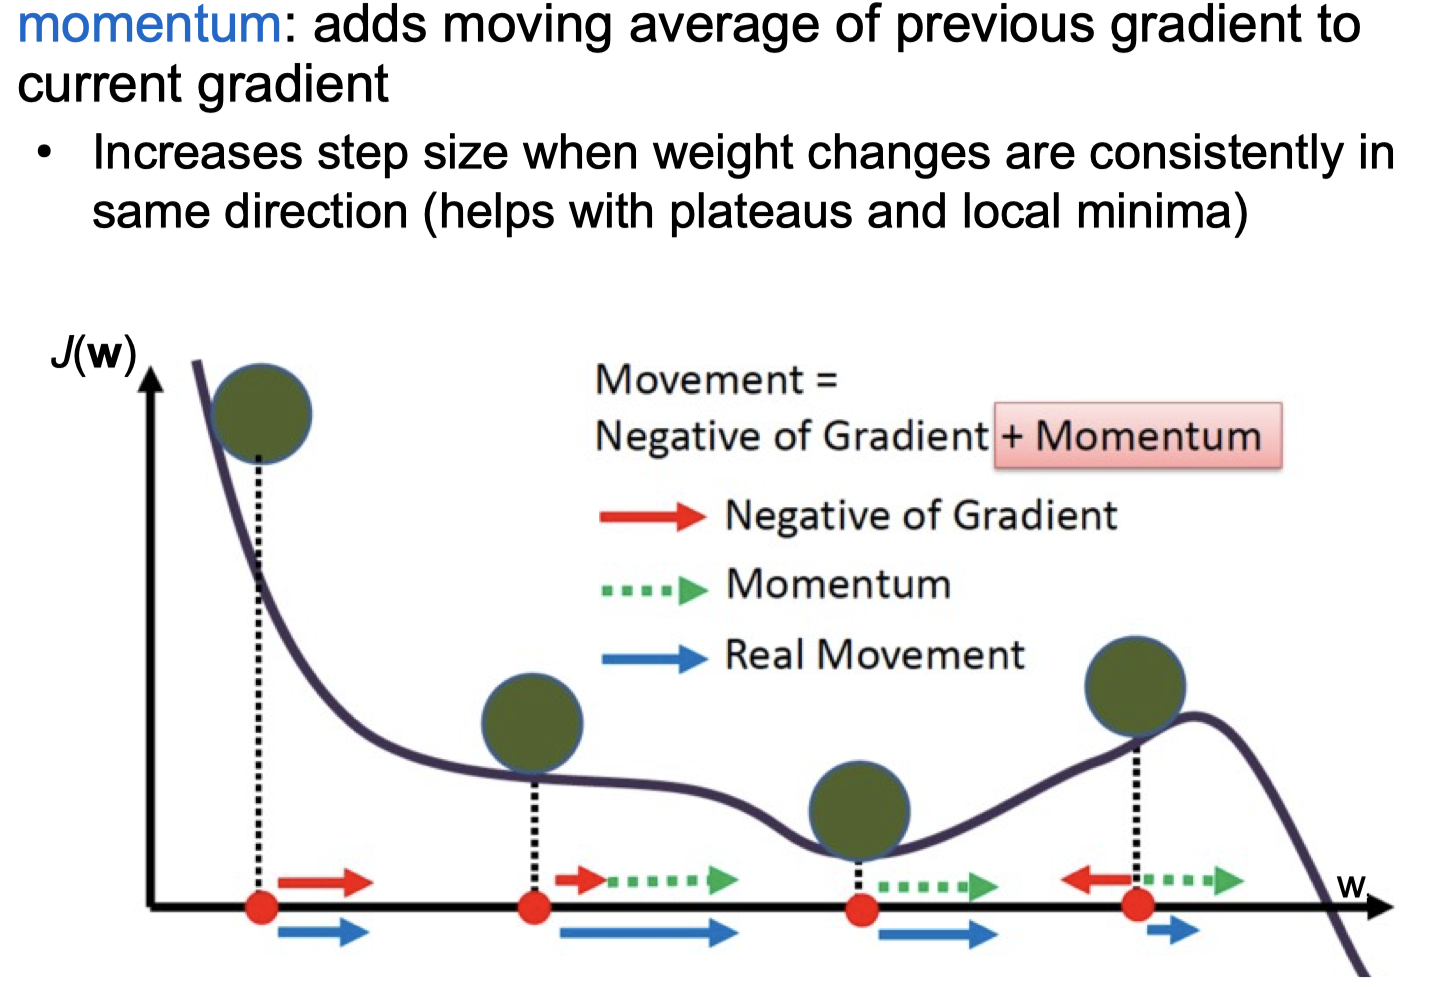 momentum: adds moving average of previous gradient to
current gradient
• Increases step size when weight changes are consistently in
same direction (helps with plateaus and local minima)
J(w)
Movement =
Negative of Gradient + Momentum
Negative of Gradient
Momentum
Real Movement
w